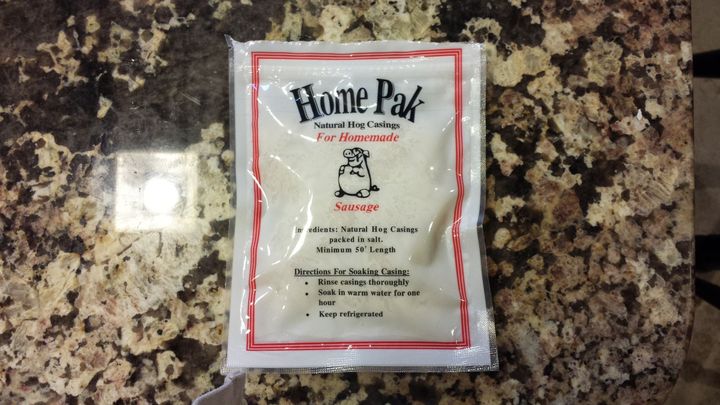 Home Pak
Natural Hog Casings
For Homemade
Sausage
Ingredients: Natural Hog Casings
packed in salt.
Minimum 50' Length
Directions For Soaking Casing:
• Rinse casings thoroughly
• Soak in warm water for one
hour
• Keep refrigerated